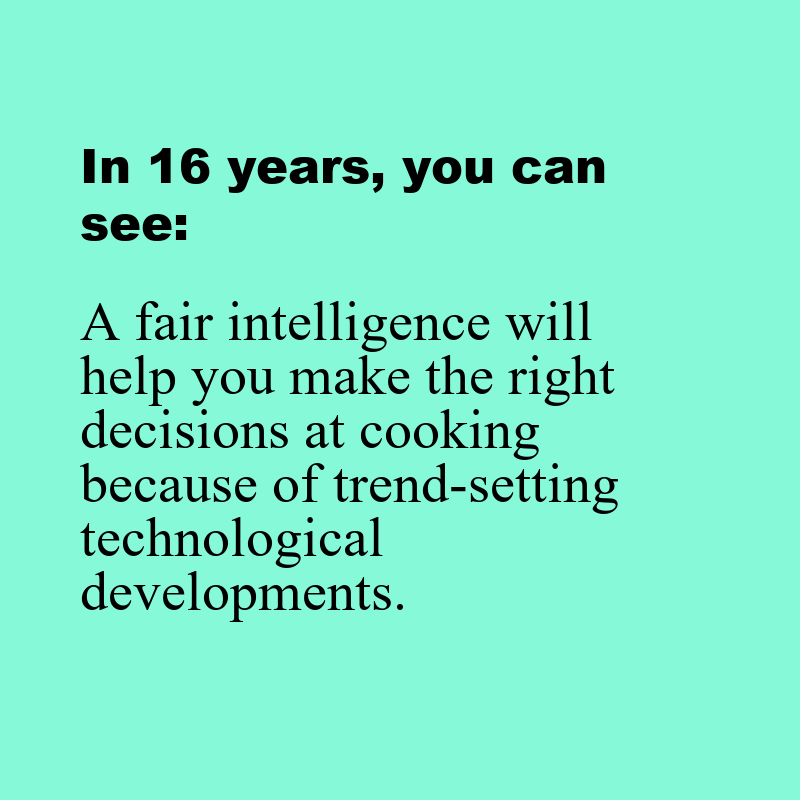 In 16 years, you can
see:
A fair intelligence will
help you make the right
decisions at cooking
because of trend-setting
technological
developments.